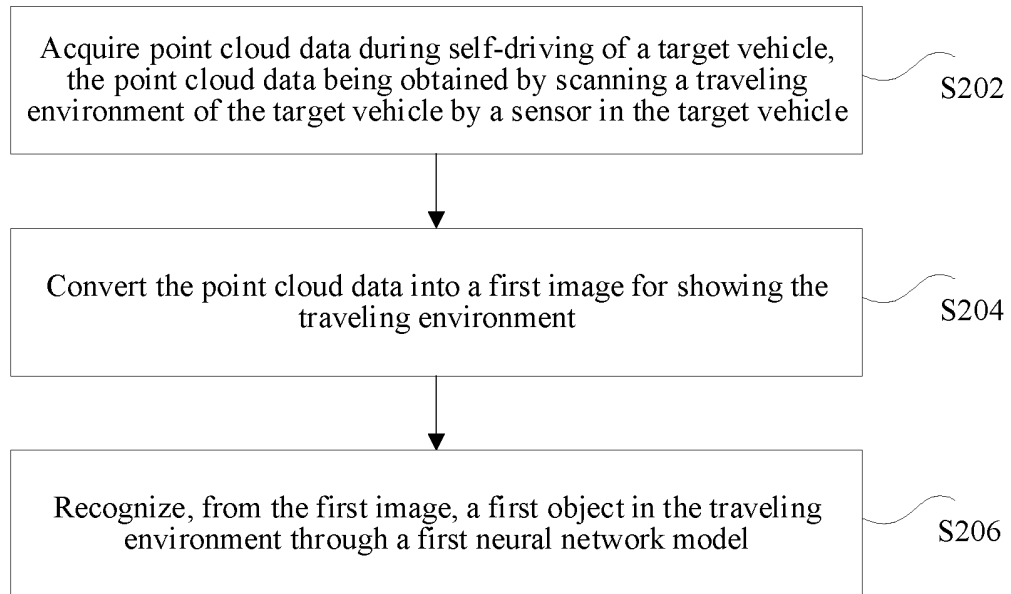 Acquire point cloud data during self-driving of a target vehicle,
the point cloud data being obtained by scanning a traveling
environment of the target vehicle by a sensor in the target vehicle
S202
Convert the point cloud data into a first image for showing the
traveling environment
S204
Recognize, from the first image, a first object in the traveling
environment through a first neural network model
S206